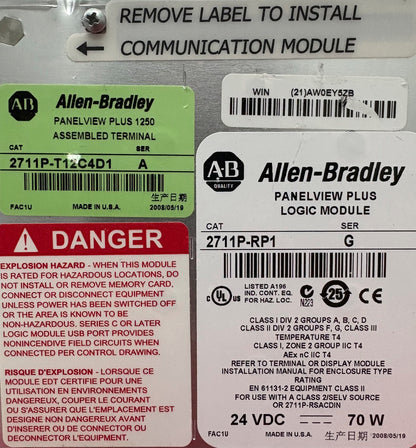 REMOVE LABEL TO INSTALL
COMMUNICATION MODULE
AB Allen-Bradley
PANELVIEW PLUS 1250
ASSEMBLED TERMINAL
CAT SER
2711P-T12C4D1 A
生产日期
FAC1U MADE IN U.S.A. 2008/05/19
WIN (21)AW0EY5ZB
AB QUALITY Allen-Bradley
PANELVIEW PLUS
LOGIC MODULE
CAT SER
2711P-RP1 G
C UL US LISTED A196
IND. CONT. EQ.
FOR HAZ. LOC.
N223
25
CE
CLASS I DIV 2 GROUPS A, B, C, D
CLASS II DIV 2 GROUPS F, G, CLASS III
TEMPERATURE T4
CLASS I, ZONE 2 GROUP IIC T4
AEx nC IIC T4
REFER TO TERMINAL OR DISPLAY MODULE
INSTALLATION MANUAL FOR ENCLOSURE TYPE
RATING
EN 61131-2 EQUIPMENT CLASS II
FOR USE WITH A CLASS 2/SELV SOURCE
OR 2711P-RSACDIN
24 VDC 70 W
FAC1U MADE IN U.S.A. 生产日期 2008/05/19
DANGER
EXPLOSION HAZARD - WHEN THIS MODULE
IS RATED FOR HAZARDOUS LOCATIONS, DO
NOT INSTALL OR REMOVE MEMORY CARD,
CONNECT OR DISCONNECT EQUIPMENT
UNLESS POWER HAS BEEN SWITCHED OFF
OR THE AREA IS KNOWN TO BE
NON-HAZARDOUS. SERIES C OR LATER
LOGIC MODULE USB PORT PROVIDES
NONINCENDIVE FIELD CIRCUITS WHEN
CONNECTED PER CONTROL DRAWING.
RISQUE D'EXPLOSION - LORSQUE CE
MODULE EDT CERTIFIE POUR UNE
UTILISATION EN ENVIRONNEMENTS
DANGEREUX, COUPER LE COURANT
OU S'ASSURER QUE L'EMPLACEMENT EST
DESIGNE NON DANGEREUX AVANT
D'INSERER OU DE CONNECTER OU
DECONNECTER L'EQUIPEMENT.